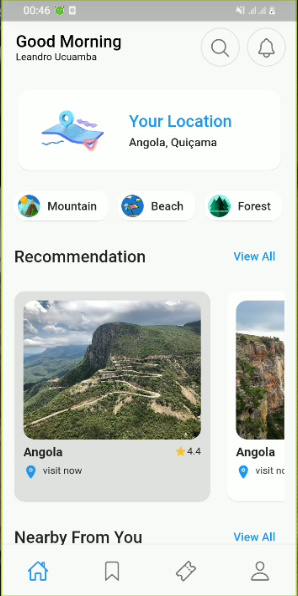 00:46
Good Morning
Leandro Ucuamba
Your Location
Angola, Quiçama
Mountain
Beach
Forest
Recommendation
View All
Angola
4.4
visit now
Angola
visit
Nearby From You
View All